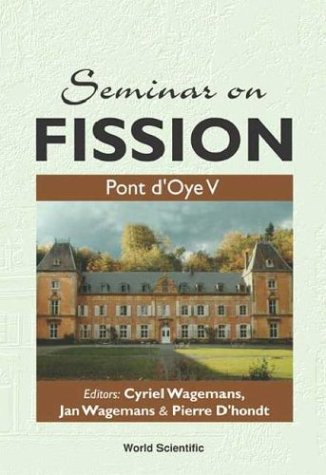 Seminar on
FISSION
Pont d'Oye V
Editors: Cyriel Wagemans,
Jan Wagemans & Pierre D'hondt
World Scientific